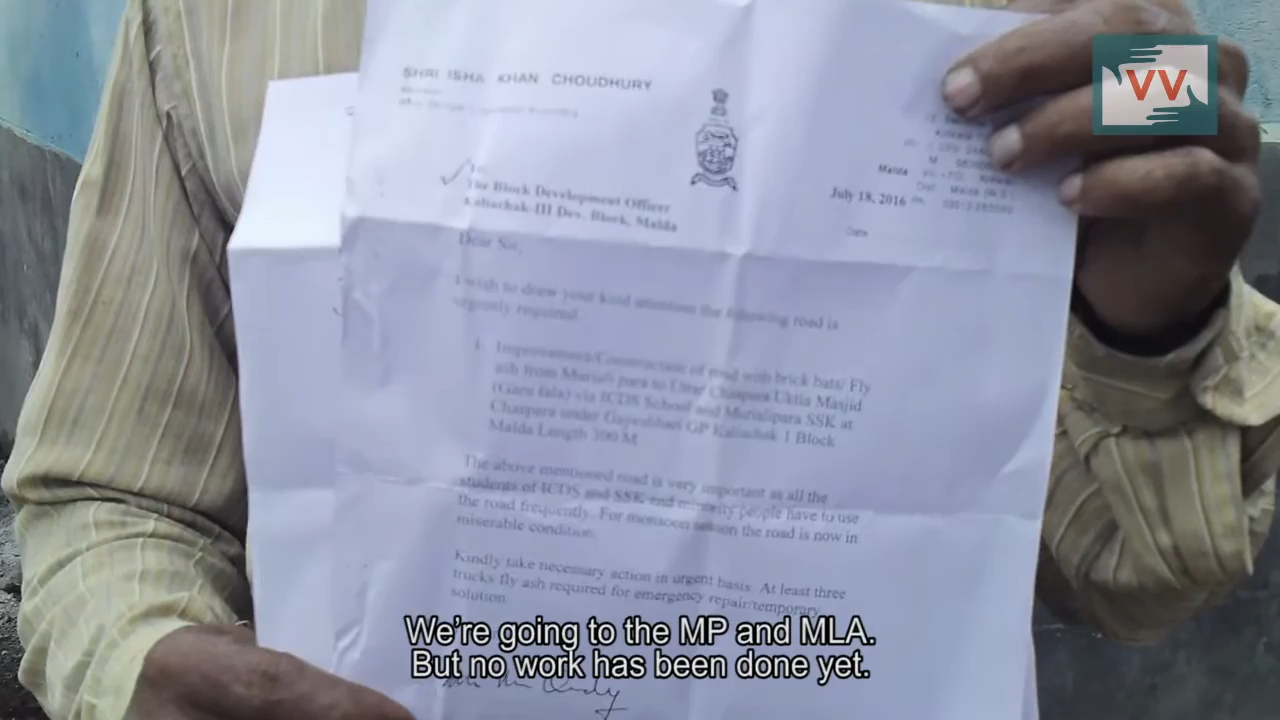 VV
SHRI ISHA KHAN CHOUDHURY
July 18, 2016
The Block Development Officer
Kaliachak-III Dev. Block, Malda
Date
Dear Sir,
I wish to draw your kind attention the following road is
urgently required.
1. Improvement/Construction of road with brick bats/ Fly
ash from Muriali para to Uttar Chaspara Masjid
(Garu fala) via ICDS School and Murialipara SSK at
Chaspara under GP Kaliachak 1 Block
Malda Length 300 M
The above mentioned road is very important as all the
students of ICDS and SSK and minority people have to use
the road frequently. For monsoon season the road is now in
miserable condition.
Kindly take necessary action in urgent basis. At least three
trucks fly ash required for emergency repair/temporary
solution.
We're going to the MP and MLA.
But no work has been done yet.